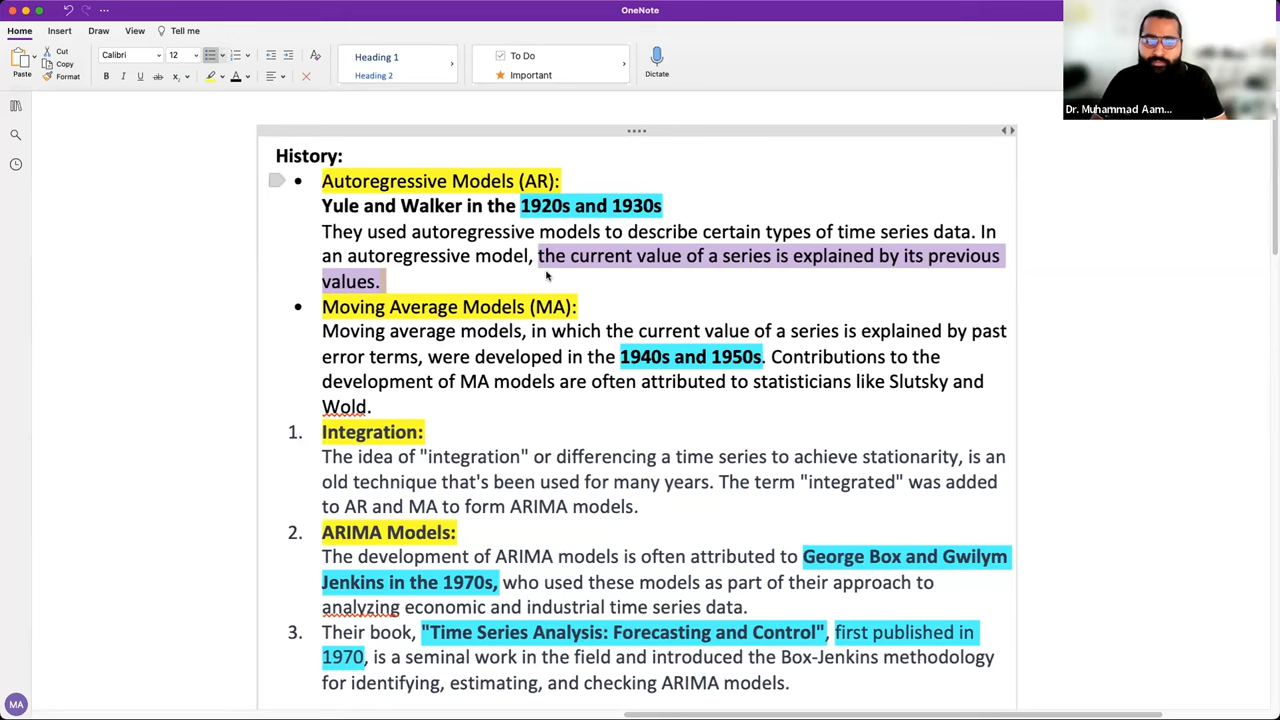 OneNote
Home Insert Draw View Tell me
Paste Cut Copy Format Calibri 12 Heading 1 Heading 2 To Do Important Dictate
B I U ab x A A
Dr. Muhammad Aam...
History:
• Autoregressive Models (AR):
Yule and Walker in the 1920s and 1930s
They used autoregressive models to describe certain types of time series data. In
an autoregressive model, the current value of a series is explained by its previous
values.
• Moving Average Models (MA):
Moving average models, in which the current value of a series is explained by past
error terms, were developed in the 1940s and 1950s. Contributions to the
development of MA models are often attributed to statisticians like Slutsky and
Wold.
1. Integration:
The idea of "integration" or differencing a time series to achieve stationarity, is an
old technique that's been used for many years. The term "integrated" was added
to AR and MA to form ARIMA models.
2. ARIMA Models:
The development of ARIMA models is often attributed to George Box and Gwilym
Jenkins in the 1970s, who used these models as part of their approach to
analyzing economic and industrial time series data.
3. Their book, "Time Series Analysis: Forecasting and Control", first published in
1970, is a seminal work in the field and introduced the Box-Jenkins methodology
for identifying, estimating, and checking ARIMA models.
MA